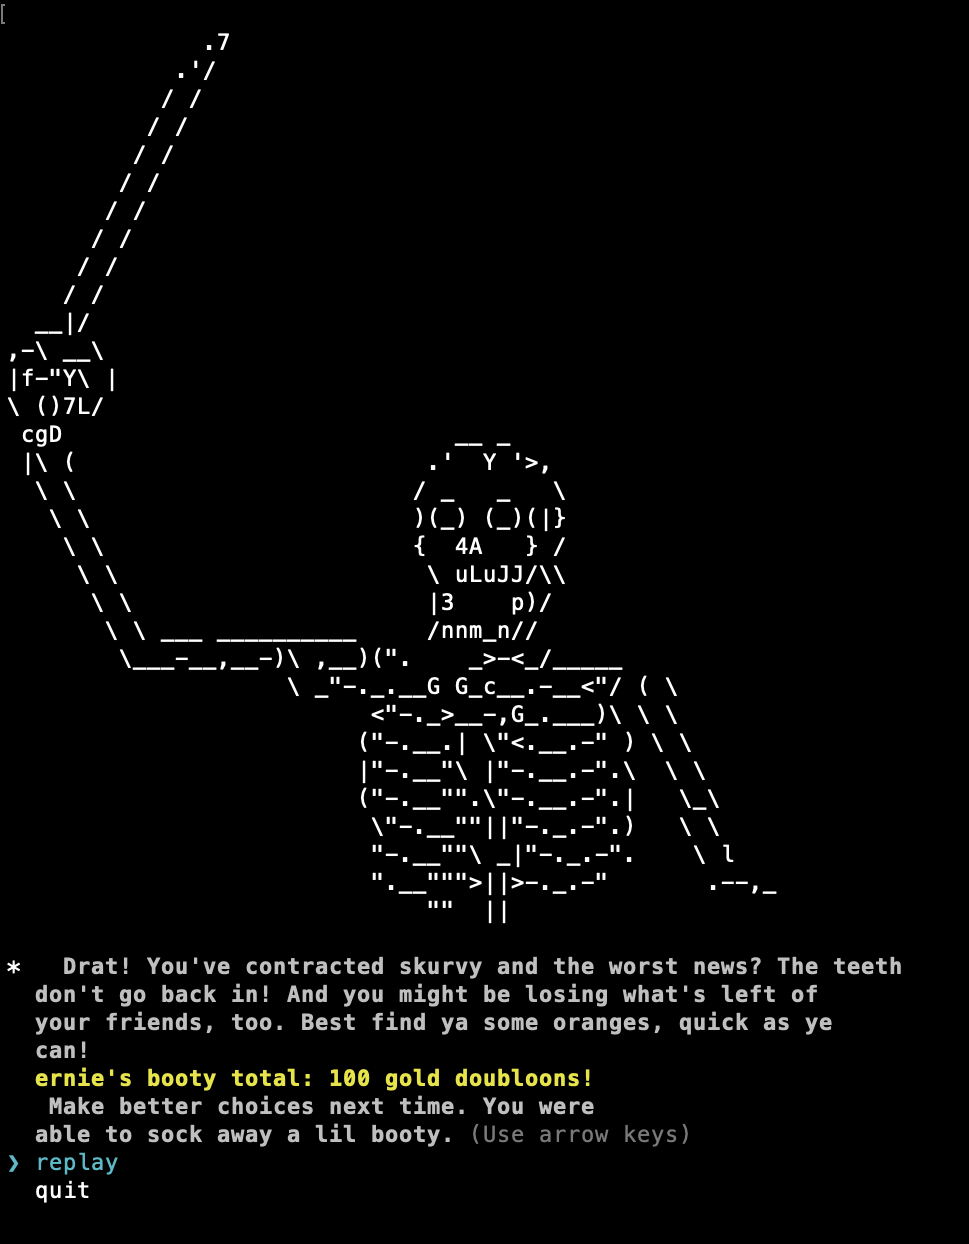 * Drat! You've contracted skurvy and the worst news? The teeth
don't go back in! And you might be losing what's left of
your friends, too. Best find ya some oranges, quick as ye
can!
ernie's booty total: 100 gold doubloons!
Make better choices next time. You were
able to sock away a lil booty. (Use arrow keys)
❯ replay
quit